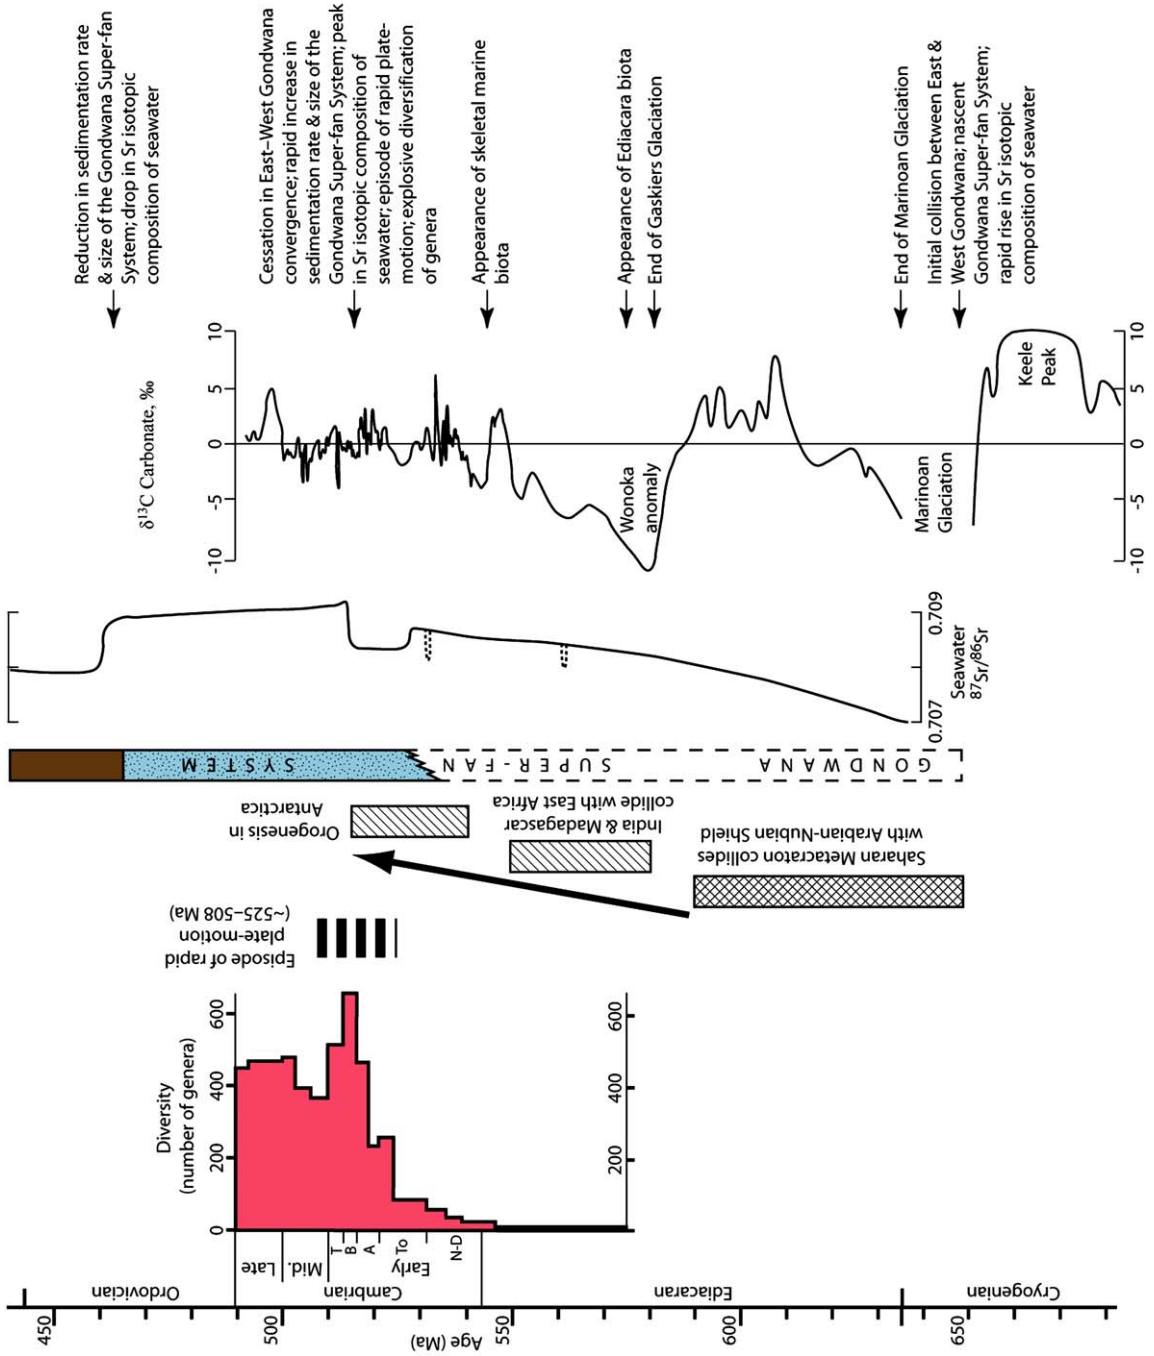 Reduction in sedimentation rate
& size of the Gondwana Super-fan
System; drop in Sr isotopic
composition of seawater
Cessation in East–West Gondwana
convergence; rapid increase in
sedimentation rate & size of the
Gondwana Super-fan System; peak
in Sr isotopic composition of
seawater; episode of rapid plate-
motion; explosive diversification
of genera
Appearance of skeletal marine
biota
Appearance of Ediacara biota
End of Gaskiers Glaciation
End of Marinoan Glaciation
Initial collision between East &
West Gondwana; nascent
Gondwana Super-fan System;
rapid rise in Sr isotopic
composition of seawater
δ13C Carbonate, ‰
10
5
0
-5
-10
Wonoka
anomaly
Marinoan
Glaciation
Keele
Peak
10
5
0
-5
-10
0.709
0.707
Seawater
87Sr/86Sr
GONDWANA SUPER-FAN SYSTEM
Orogenesis in
Antarctica
India & Madagascar
collide with East Africa
Saharan Metacraton collides
with Arabian-Nubian Shield
Episode of rapid
plate-motion
(~525–508 Ma)
Diversity
(number of genera)
600
400
200
0
600
400
200
Late
Mid.
Early
T
B
A
To
N-D
Ordovician
Cambrian
Ediacaran
Cryogenian
450
500
550
600
650
Age (Ma)